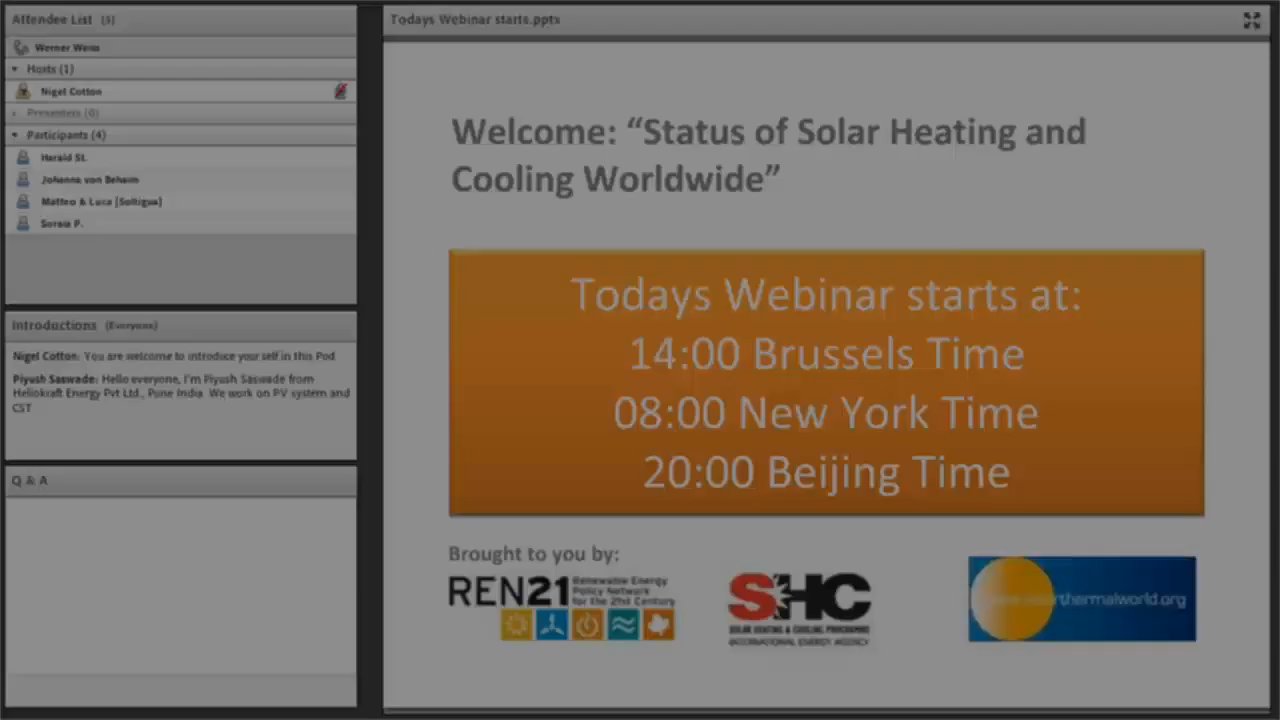 Attendee List (5)
Werner Weiss
Hosts (1)
Nigel Cotton
Presenters (0)
Participants (4)
Harald St.
Johanna von Behaim
Matteo & Luca [Soltigua]
Soraia P.
Introductions (Everyone)
Nigel Cotton: You are welcome to introduce yourself in this Pod
Piyush Saswade: Hello everyone, I'm Piyush Saswade from
Heliokraft Energy Pvt Ltd., Pune India. We work on PV system and
CST
Q & A
Todays Webinar starts.pptx
Welcome: “Status of Solar Heating and
Cooling Worldwide”
Todays Webinar starts at:
14:00 Brussels Time
08:00 New York Time
20:00 Beijing Time
Brought to you by:
REN21 Renewable Energy
Policy Network
for the 21st Century
SHC
SOLAR HEATING & COOLING PROGRAMME
INTERNATIONAL ENERGY AGENCY
thermalworld.org